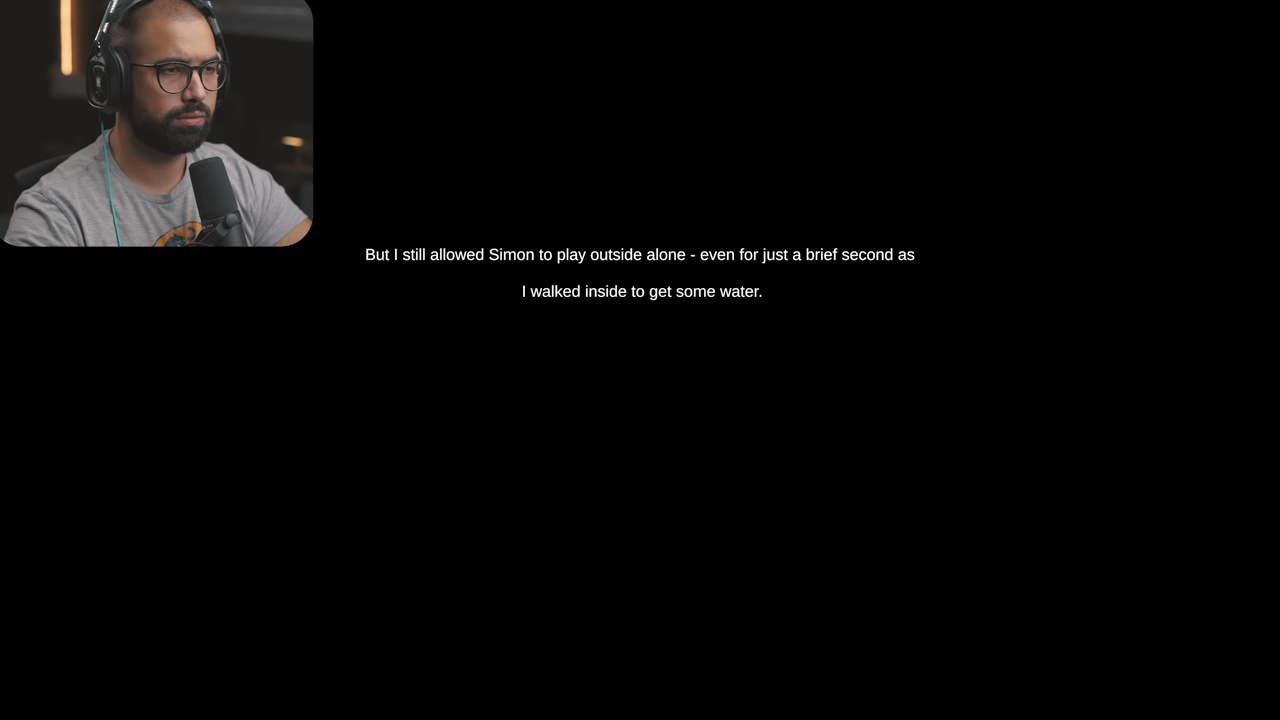 But I still allowed Simon to play outside alone - even for just a brief second as
I walked inside to get some water.